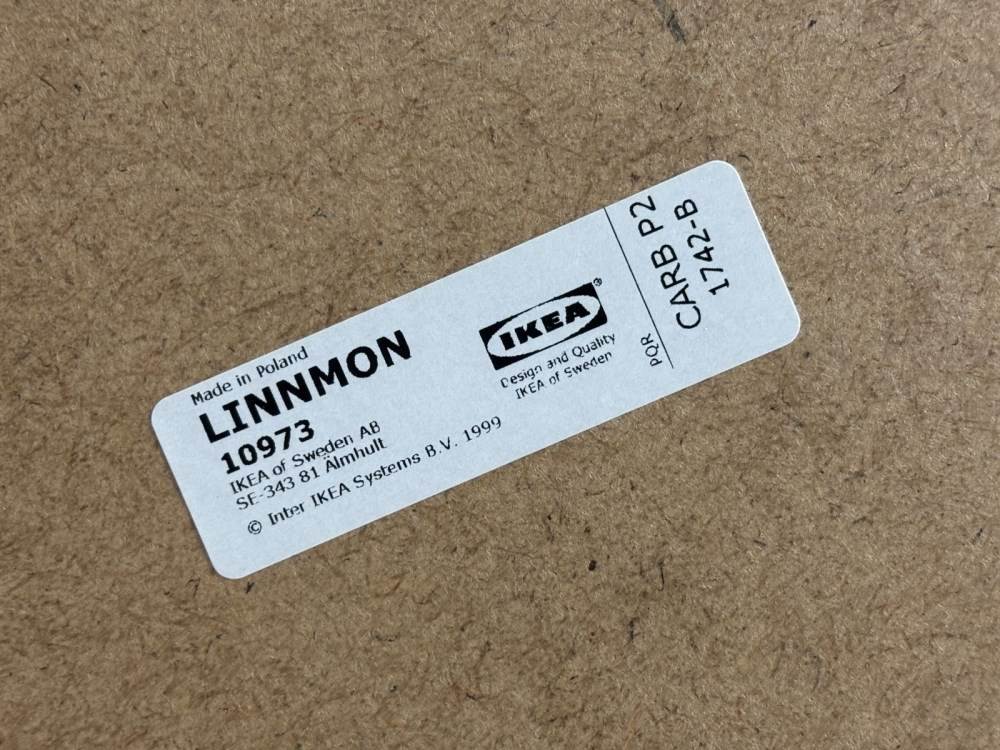 Made in Poland
LINNMON
10973
IKEA of Sweden AB
SE-343 81 Älmhult
© Inter IKEA Systems B.V. 1999
IKEA®
Design and Quality
IKEA of Sweden
PQR
CARB P2
1742-B